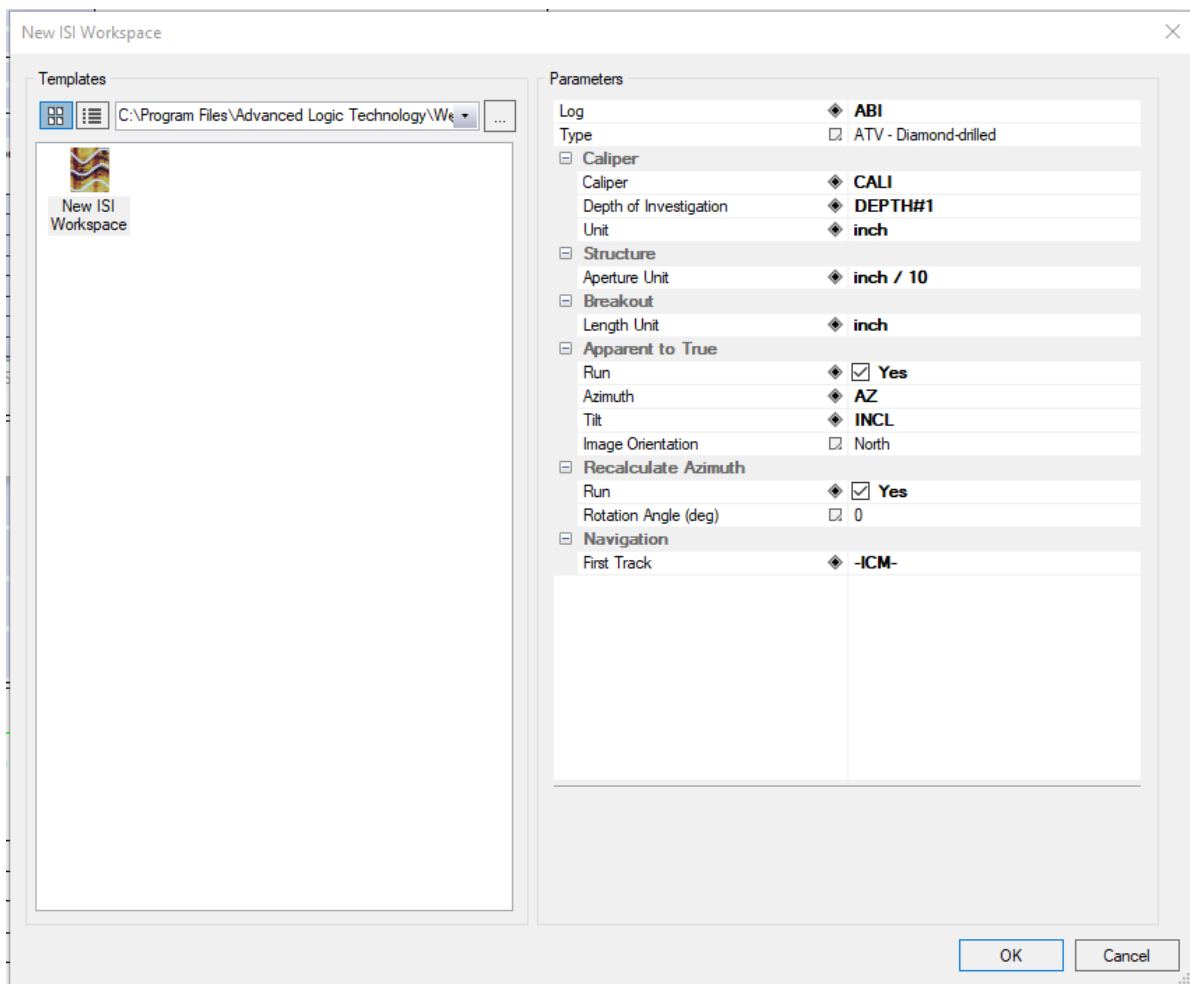 New ISI Workspace
Templates
C:\Program Files\Advanced Logic Technology\We
...
New ISI
Workspace
Parameters
Log ABI
Type ATV - Diamond-drilled
Caliper
Caliper CALI
Depth of Investigation DEPTH#1
Unit inch
Structure
Aperture Unit inch / 10
Breakout
Length Unit inch
Apparent to True
Run Yes
Azimuth AZ
Tilt INCL
Image Orientation North
Recalculate Azimuth
Run Yes
Rotation Angle (deg) 0
Navigation
First Track -ICM-
OK Cancel